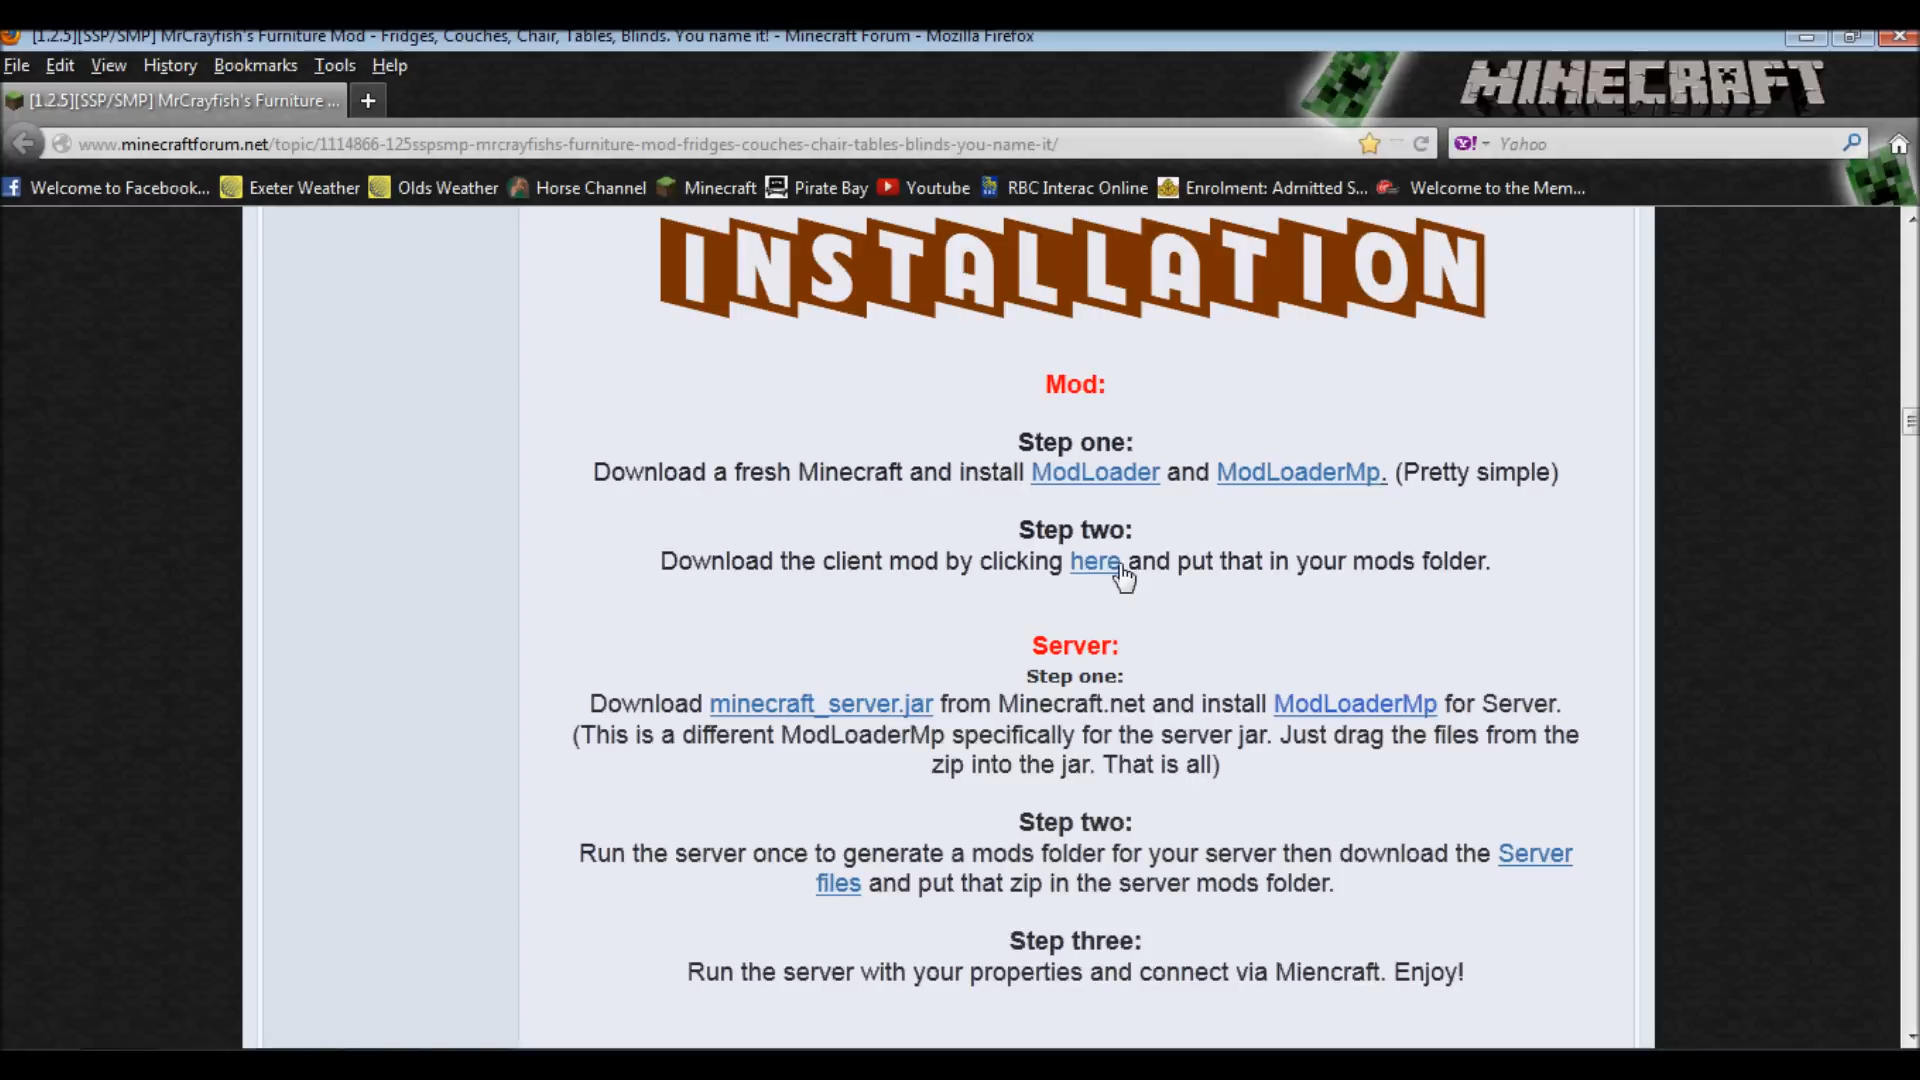 [1.2.5][SSP/SMP] MrCrayfish's Furniture Mod - Fridges, Couches, Chair, Tables, Blinds. You name it! - Minecraft Forum - Mozilla Firefox
File Edit View History Bookmarks Tools Help
MINECRAFT
[1.2.5][SSP/SMP] MrCrayfish's Furniture ... +
www.minecraftforum.net/topic/1114866-125sspsmp-mrcrayfishs-furniture-mod-fridges-couches-chair-tables-blinds-you-name-it/ Y! Yahoo
Welcome to Facebook... Exeter Weather Olds Weather Horse Channel Minecraft Pirate Bay Youtube RBC Interac Online Enrolment: Admitted S... Welcome to the Mem...
INSTALLATION
Mod:
Step one:
Download a fresh Minecraft and install ModLoader and ModLoaderMp. (Pretty simple)
Step two:
Download the client mod by clicking here and put that in your mods folder.
Server:
Step one:
Download minecraft_server.jar from Minecraft.net and install ModLoaderMp for Server.
(This is a different ModLoaderMp specifically for the server jar. Just drag the files from the
zip into the jar. That is all)
Step two:
Run the server once to generate a mods folder for your server then download the Server
files and put that zip in the server mods folder.
Step three:
Run the server with your properties and connect via Miencraft. Enjoy!